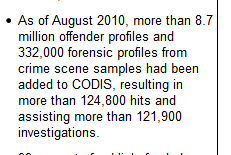 • As of August 2010, more than 8.7
million offender profiles and
332,000 forensic profiles from
crime scene samples had been
added to CODIS, resulting in
more than 124,800 hits and
assisting more than 121,900
investigations.